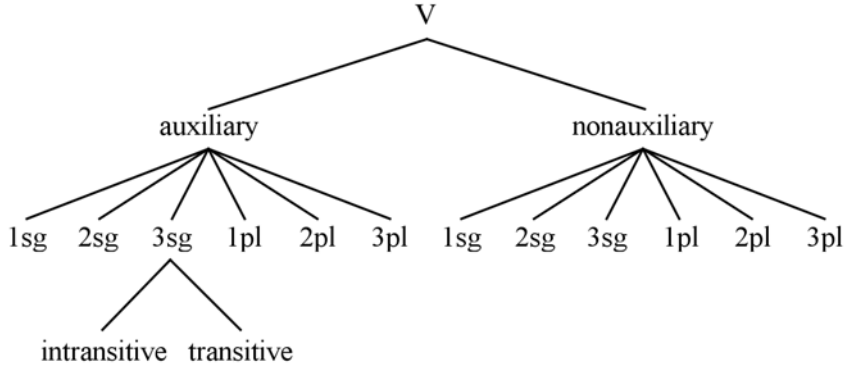 V
auxiliary nonauxiliary
1sg 2sg 3sg 1pl 2pl 3pl 1sg 2sg 3sg 1pl 2pl 3pl
intransitive transitive